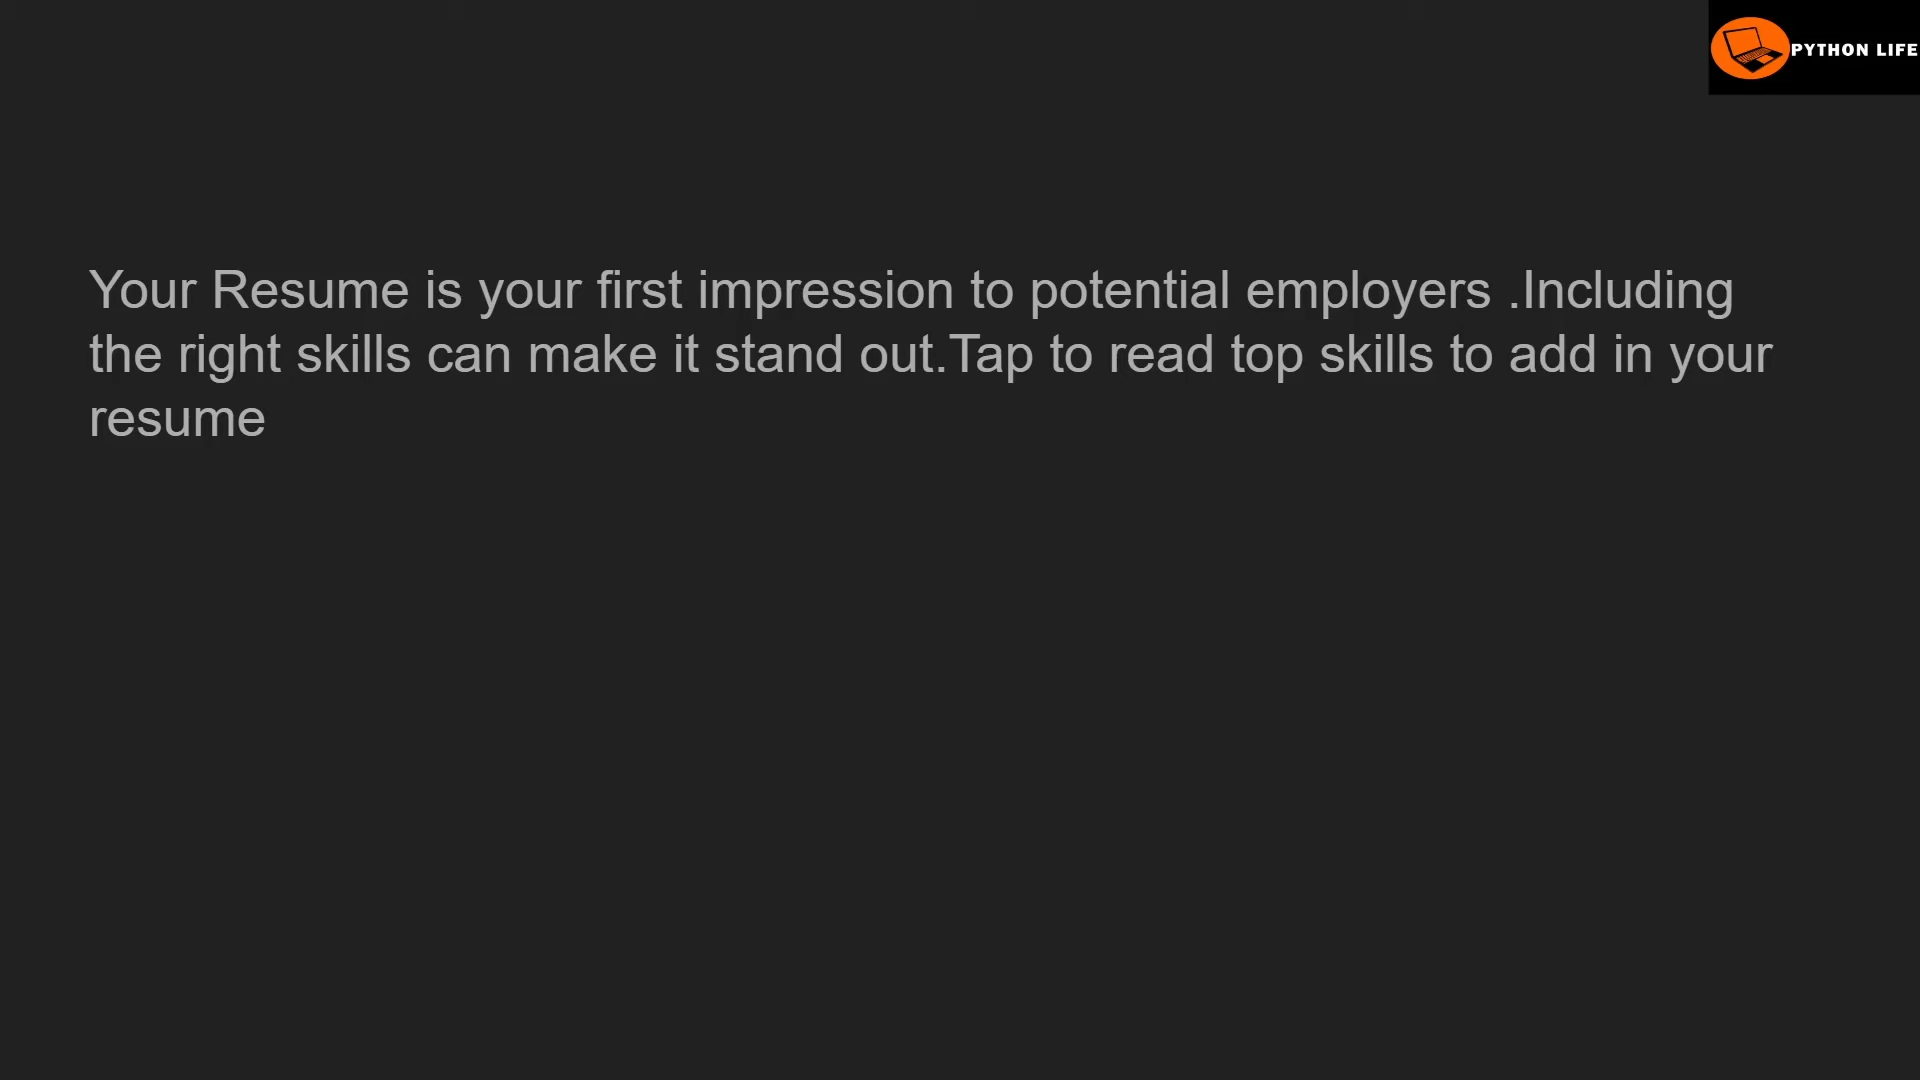 PYTHON LIFE
Your Resume is your first impression to potential employers .Including
the right skills can make it stand out.Tap to read top skills to add in your
resume